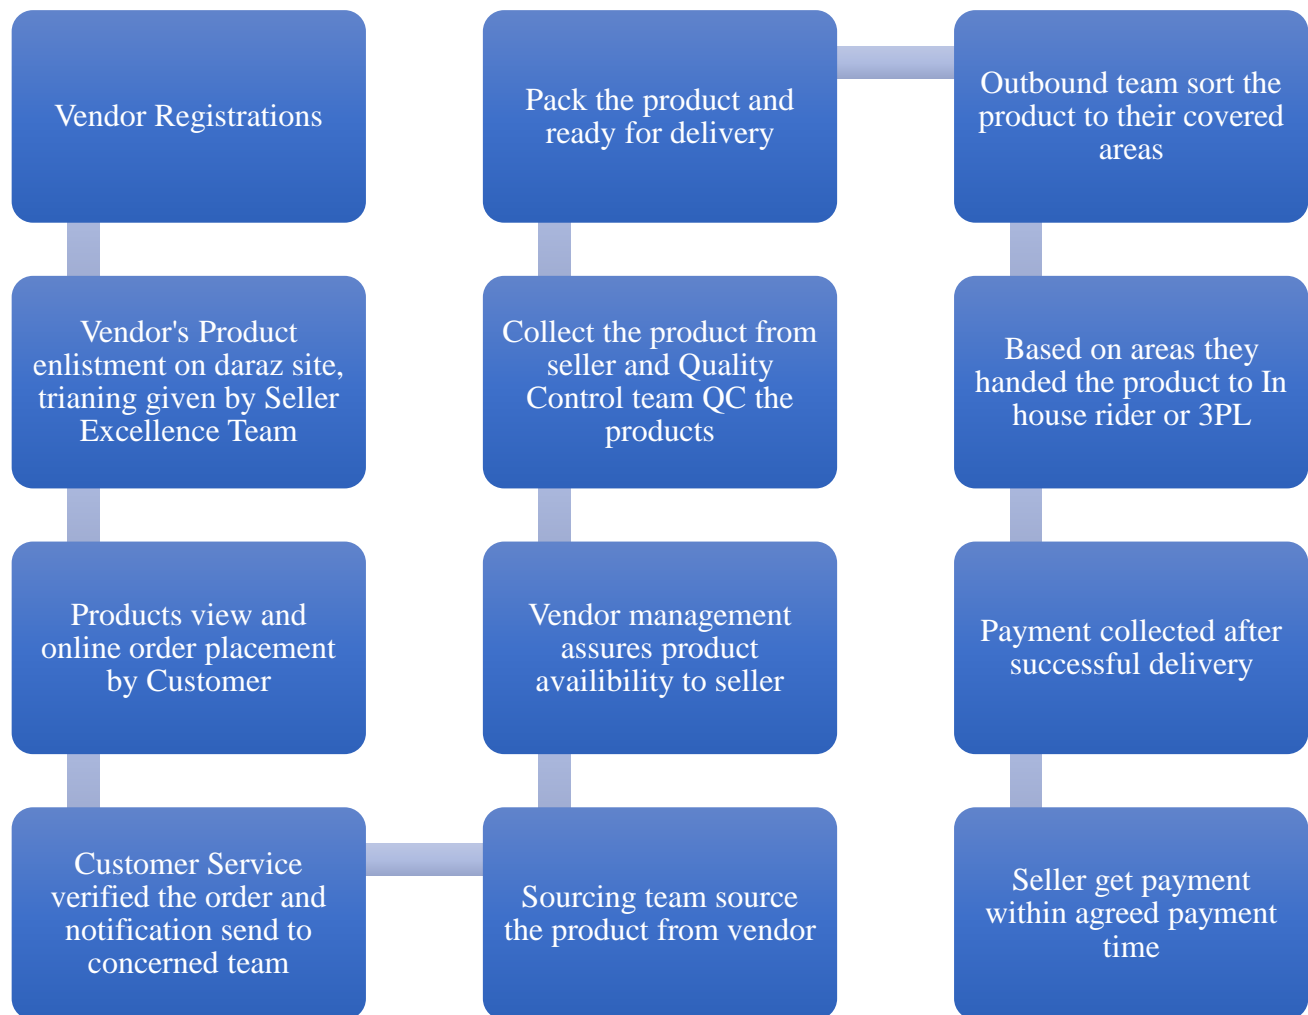 Vendor Registrations
Vendor's Product
enlistment on daraz site,
trianing given by Seller
Excellence Team
Products view and
online order placement
by Customer
Customer Service
verified the order and
notification send to
concerned team
Sourcing team source
the product from vendor
Vendor management
assures product
availibility to seller
Collect the product from
seller and Quality
Control team QC the
products
Pack the product and
ready for delivery
Outbound team sort the
product to their covered
areas
Based on areas they
handed the product to In
house rider or 3PL
Payment collected after
successful delivery
Seller get payment
within agreed payment
time